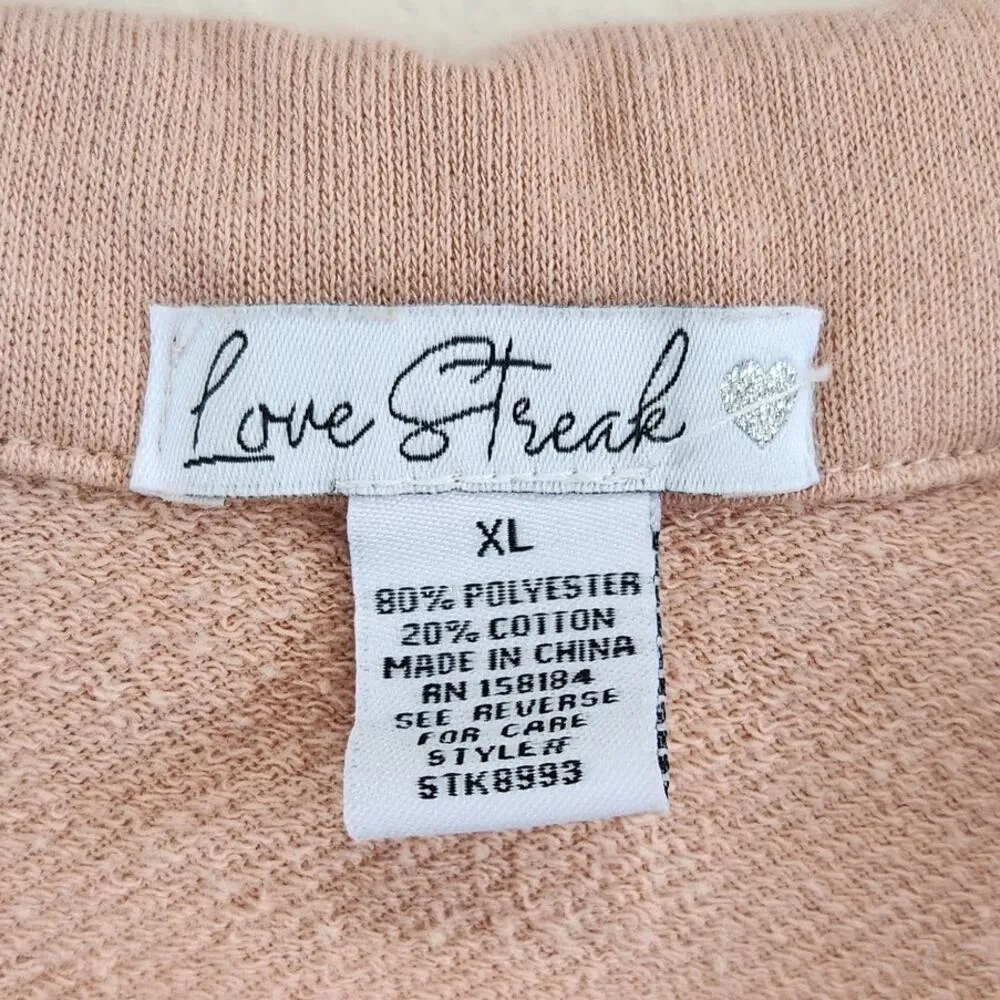 Love Streak
XL
80% POLYESTER
20% COTTON
MADE IN CHINA
RN 158184
SEE REVERSE
FOR CARE
STYLE#
STK8993